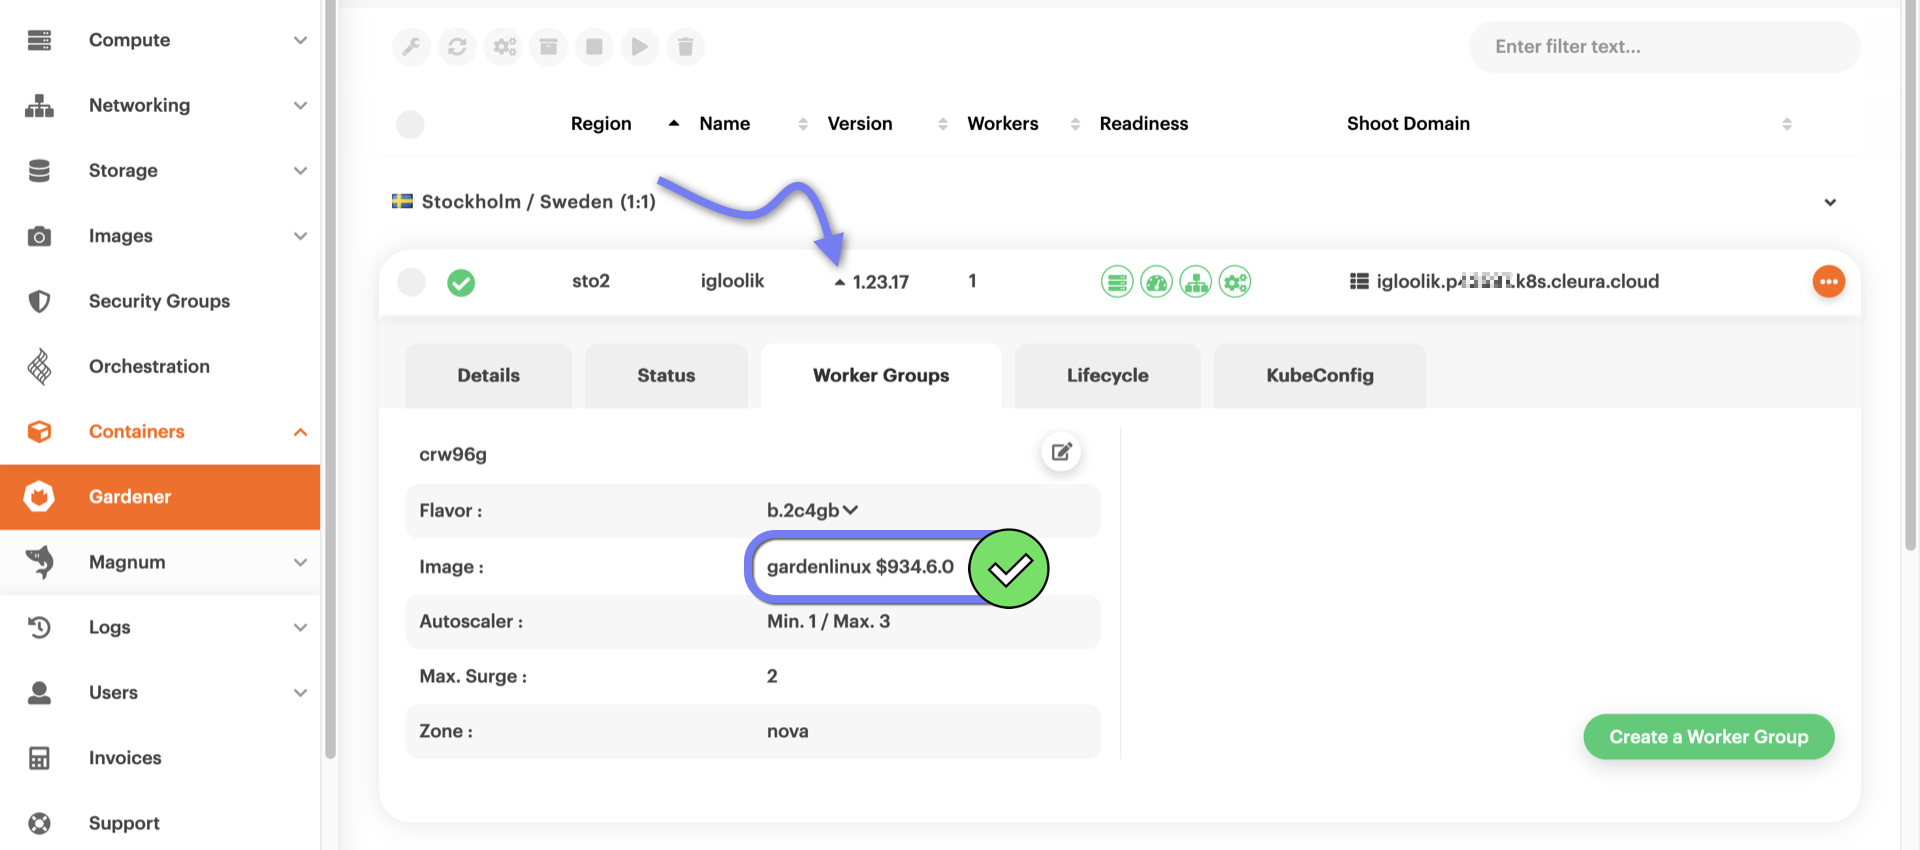 Compute
Networking
Storage
Images
Security Groups
Orchestration
Containers
Gardener
Magnum
Logs
Users
Invoices
Support
Enter filter text...
Region Name Version Workers Readiness Shoot Domain
Stockholm / Sweden (1:1)
sto2 igloolik 1.23.17 1 igloolik.p4 .k8s.cleura.cloud
Details Status Worker Groups Lifecycle KubeConfig
crw96g
Flavor : b.2c4gb
Image : gardenlinux $934.6.0
Autoscaler : Min. 1 / Max. 3
Max. Surge : 2
Zone : nova
Create a Worker Group